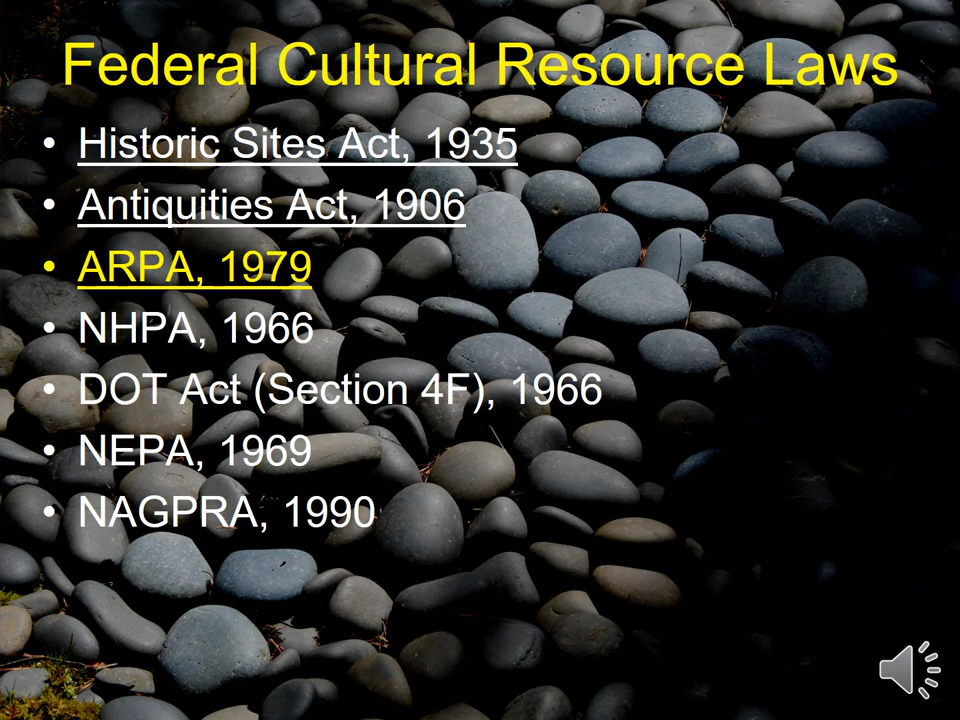 Federal Cultural Resource Laws
• Historic Sites Act, 1935
• Antiquities Act, 1906
• ARPA, 1979
• NHPA, 1966
• DOT Act (Section 4F), 1966
• NEPA, 1969
• NAGPRA, 1990